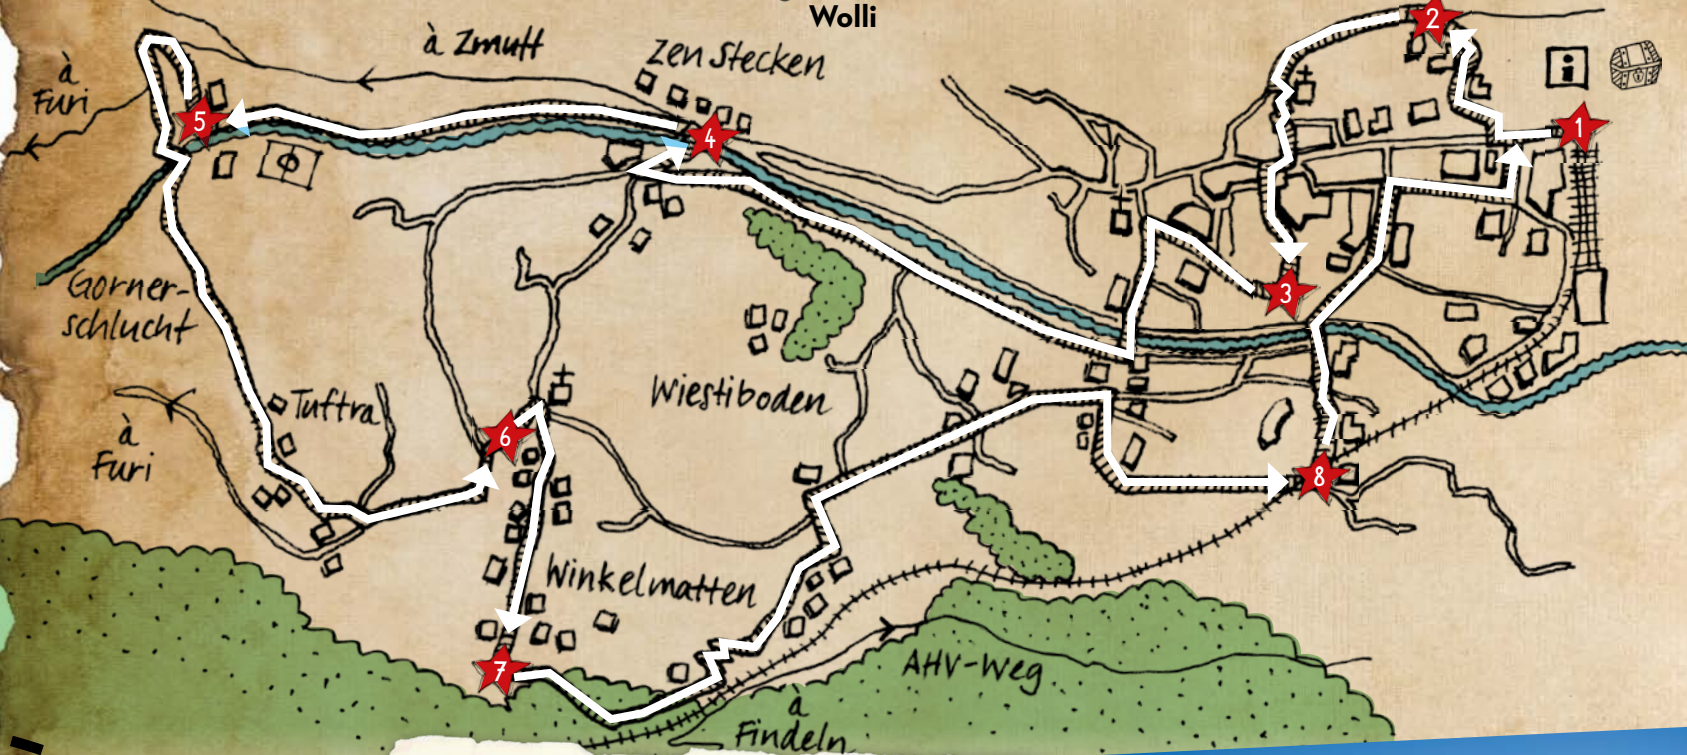 Wolli
2
à Zmutt
Zen Stecken
à
Furi
i
1
5
4
3
Gorner-
schlucht
Tuftra
Wiestiboden
à
Furi
6
8
Winkelmatten
7
AHV-Weg
à
Findeln